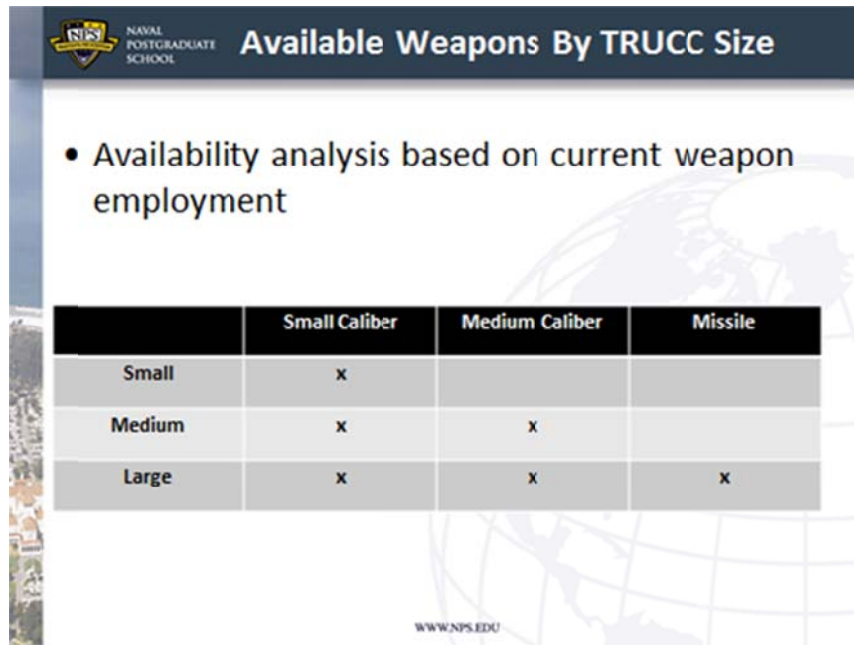 NPS
NAVAL
POSTGRADUATE
SCHOOL
Available Weapons By TRUCC Size
• Availability analysis based on current weapon
employment
Small Caliber Medium Caliber Missile
Small x
Medium x x
Large x x x
WWW.NPS.EDU